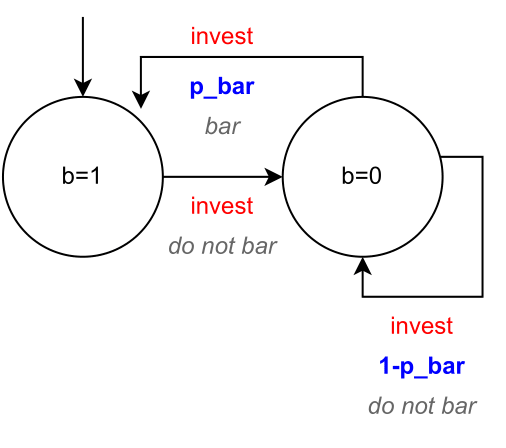 invest
p_bar
bar
b=1
b=0
invest
do not bar
invest
1-p_bar
do not bar